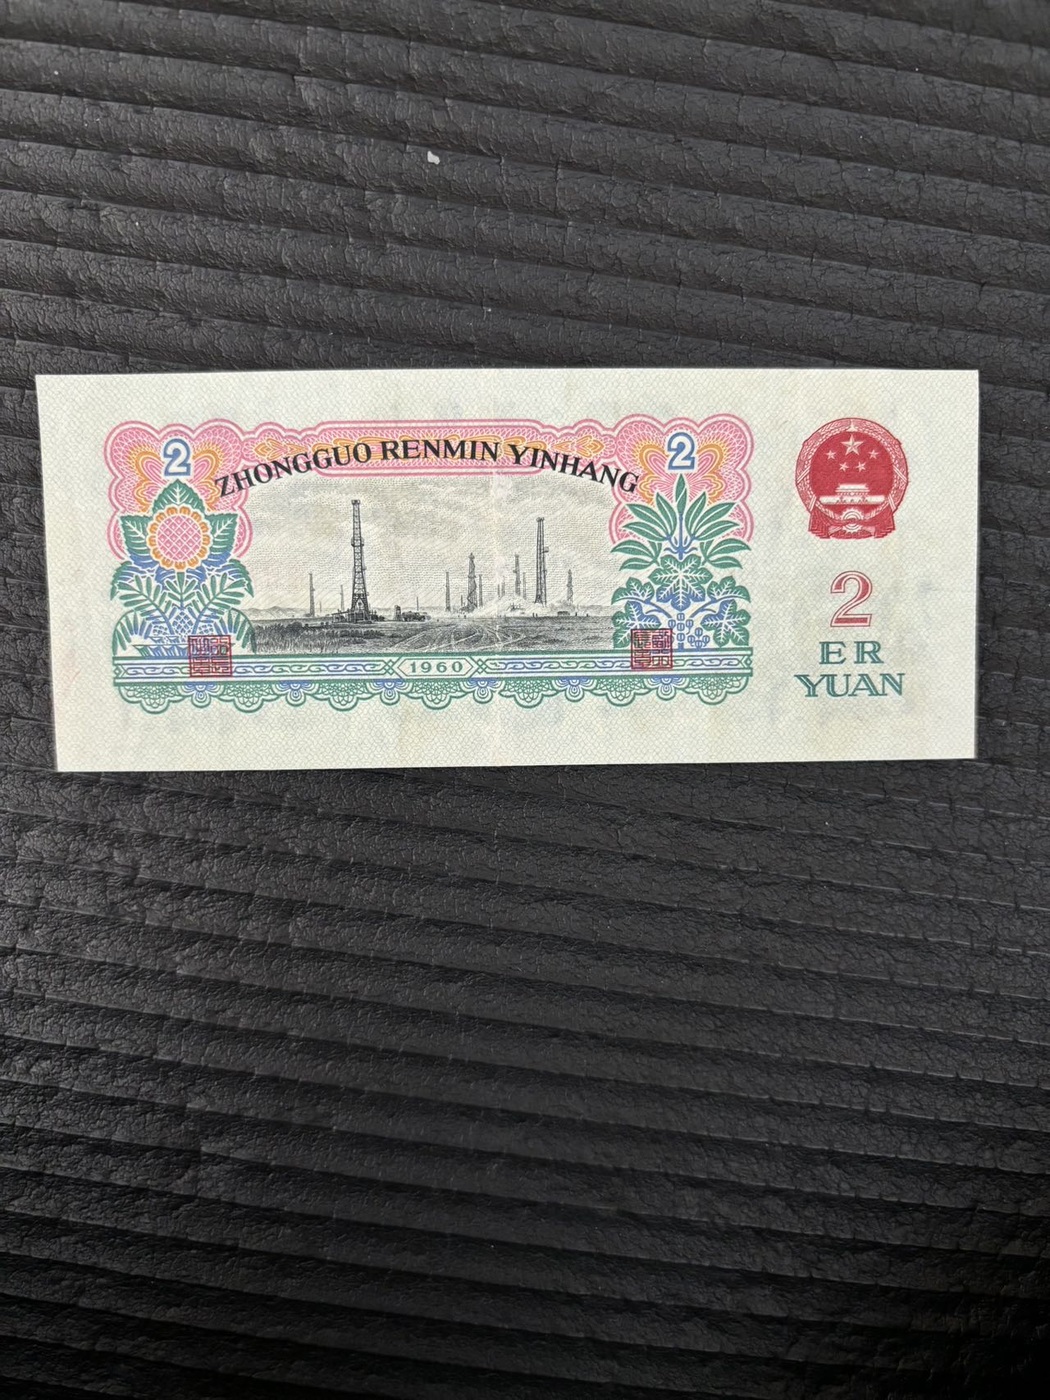 2 ZHONGGUO RENMIN YINHANG 2
1960
2
ER
YUAN